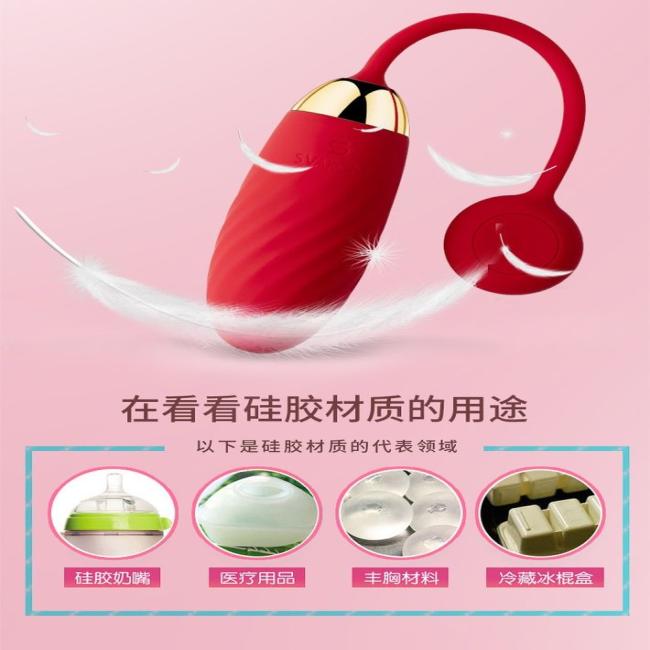 在看看硅胶材质的用途
以下是硅胶材质的代表领域
硅胶奶嘴
医疗用品
丰胸材料
冷藏冰棍盒